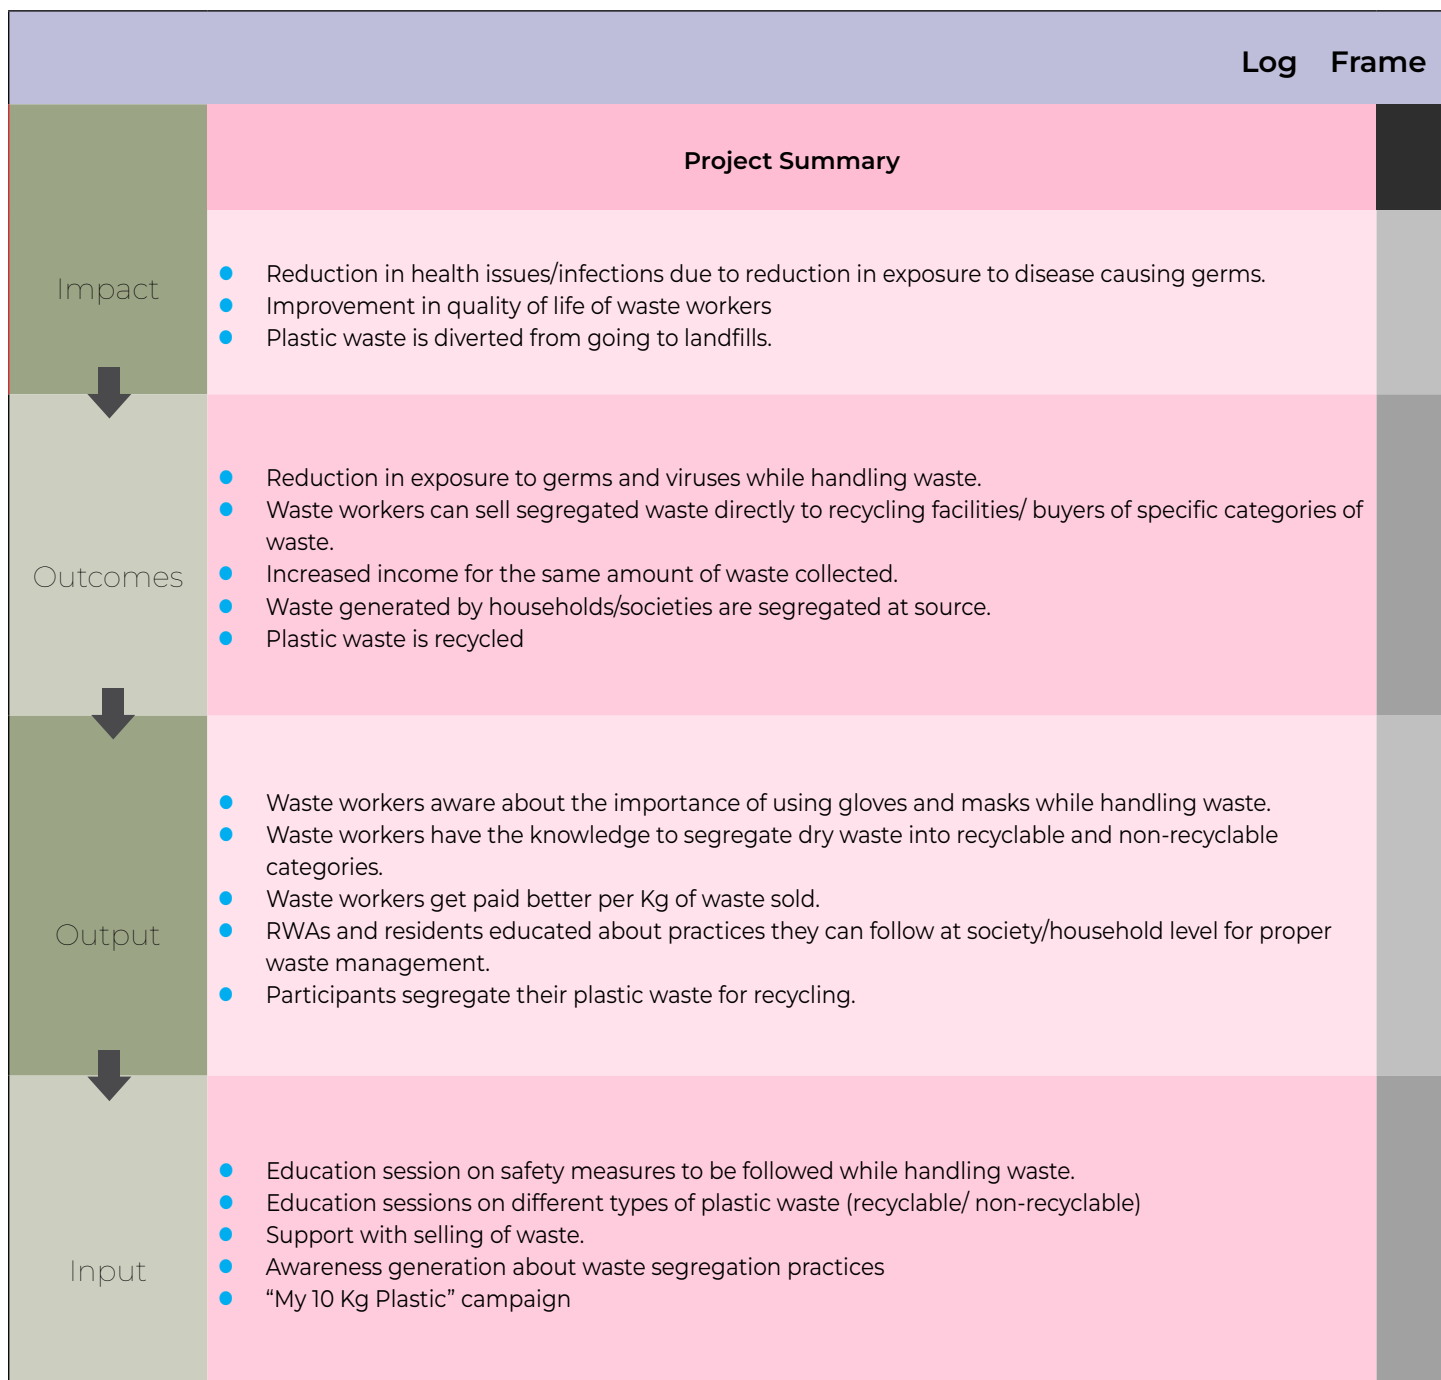 Log Frame
Project Summary
Impact
Reduction in health issues/infections due to reduction in exposure to disease causing germs.
Improvement in quality of life of waste workers
Plastic waste is diverted from going to landfills.
Outcomes
Reduction in exposure to germs and viruses while handling waste.
Waste workers can sell segregated waste directly to recycling facilities/ buyers of specific categories of
waste.
Increased income for the same amount of waste collected.
Waste generated by households/societies are segregated at source.
Plastic waste is recycled
Output
Waste workers aware about the importance of using gloves and masks while handling waste.
Waste workers have the knowledge to segregate dry waste into recyclable and non-recyclable
categories.
Waste workers get paid better per Kg of waste sold.
RWAs and residents educated about practices they can follow at society/household level for proper
waste management.
Participants segregate their plastic waste for recycling.
Input
Education session on safety measures to be followed while handling waste.
Education sessions on different types of plastic waste (recyclable/ non-recyclable)
Support with selling of waste.
Awareness generation about waste segregation practices
“My 10 Kg Plastic” campaign